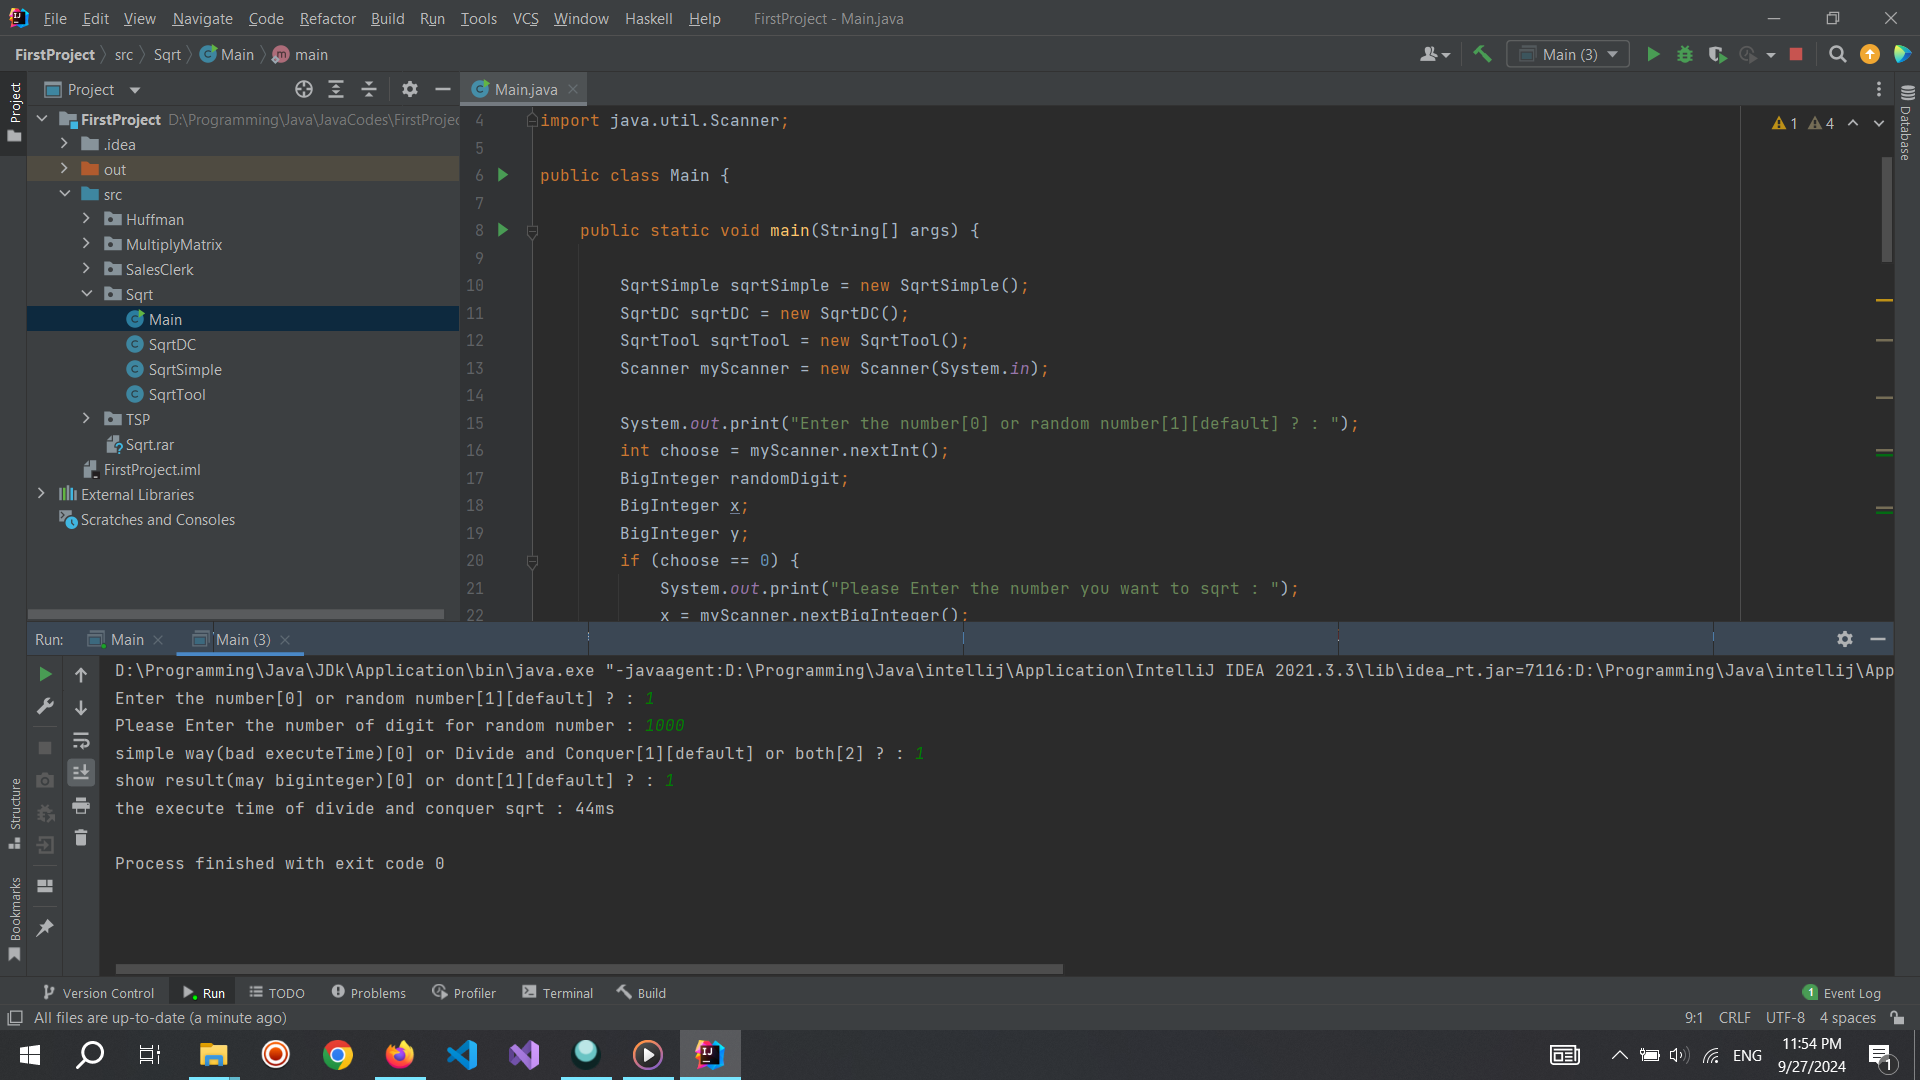 File Edit View Navigate Code Refactor Build Run Tools VCS Window Haskell Help FirstProject - Main.java
FirstProject src Sqrt Main main
Main (3)
Project
Project
FirstProject D:\Programming\Java\JavaCodes\FirstProjec
.idea
out
src
Huffman
MultiplyMatrix
SalesClerk
Sqrt
Main
SqrtDC
SqrtSimple
SqrtTool
TSP
Sqrt.rar
FirstProject.iml
External Libraries
Scratches and Consoles
Main.java
1 4
Database
4 import java.util.Scanner;
5
6 public class Main {
7
8 public static void main(String[] args) {
9
10 SqrtSimple sqrtSimple = new SqrtSimple();
11 SqrtDC sqrtDC = new SqrtDC();
12 SqrtTool sqrtTool = new SqrtTool();
13 Scanner myScanner = new Scanner(System.in);
14
15 System.out.print("Enter the number[0] or random number[1][default] ? : ");
16 int choose = myScanner.nextInt();
17 BigInteger randomDigit;
18 BigInteger x;
19 BigInteger y;
20 if (choose == 0) {
21 System.out.print("Please Enter the number you want to sqrt : ");
22 x = myScanner.nextBigInteger();
Run: Main Main (3)
D:\Programming\Java\JDk\Application\bin\java.exe "-javaagent:D:\Programming\Java\intellij\Application\IntelliJ IDEA 2021.3.3\lib\idea_rt.jar=7116:D:\Programming\Java\intellij\App
Enter the number[0] or random number[1][default] ? : 1
Please Enter the number of digit for random number : 1000
simple way(bad executeTime)[0] or Divide and Conquer[1][default] or both[2] ? : 1
show result(may biginteger)[0] or dont[1][default] ? : 1
the execute time of divide and conquer sqrt : 44ms
Process finished with exit code 0
Structure
Bookmarks
Version Control Run TODO Problems Profiler Terminal Build 1 Event Log
All files are up-to-date (a minute ago) 9:1 CRLF UTF-8 4 spaces
ENG
11:54 PM
9/27/2024
1